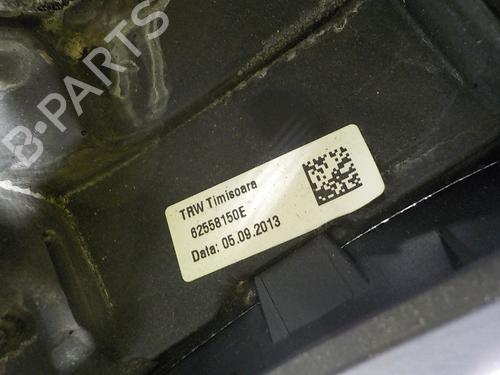 B-PARTS
TRW Timisoara
62558150E
Data: 05.09.2013